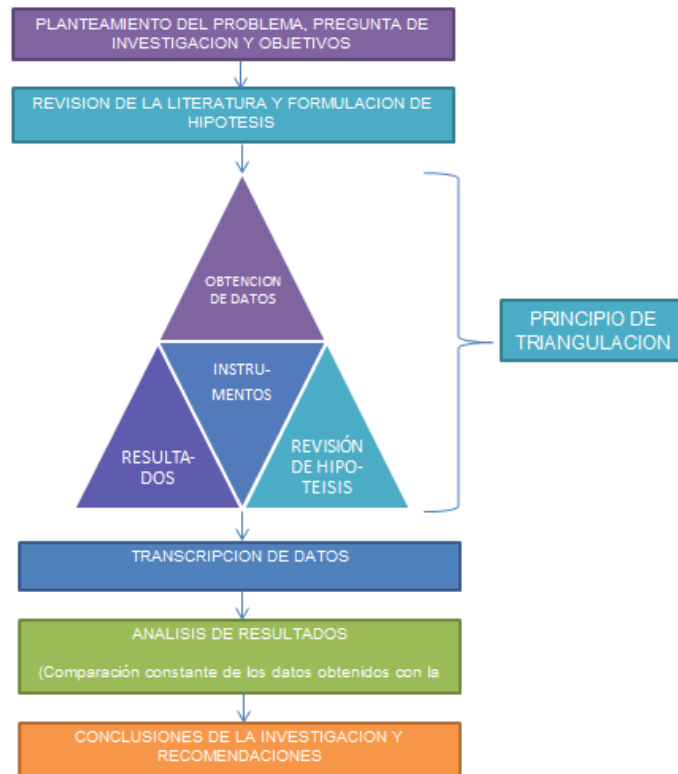 PLANTEAMIENTO DEL PROBLEMA, PREGUNTA DE
INVESTIGACION Y OBJETIVOS
REVISION DE LA LITERATURA Y FORMULACION DE
HIPOTESIS
OBTENCION
DE DATOS
INSTRU-
MENTOS
RESULTA-
DOS
REVISIÓN
DE HIPO-
TEISIS
PRINCIPIO DE
TRIANGULACION
TRANSCRIPCION DE DATOS
ANALISIS DE RESULTADOS
(Comparación constante de los datos obtenidos con la
CONCLUSIONES DE LA INVESTIGACION Y
RECOMENDACIONES